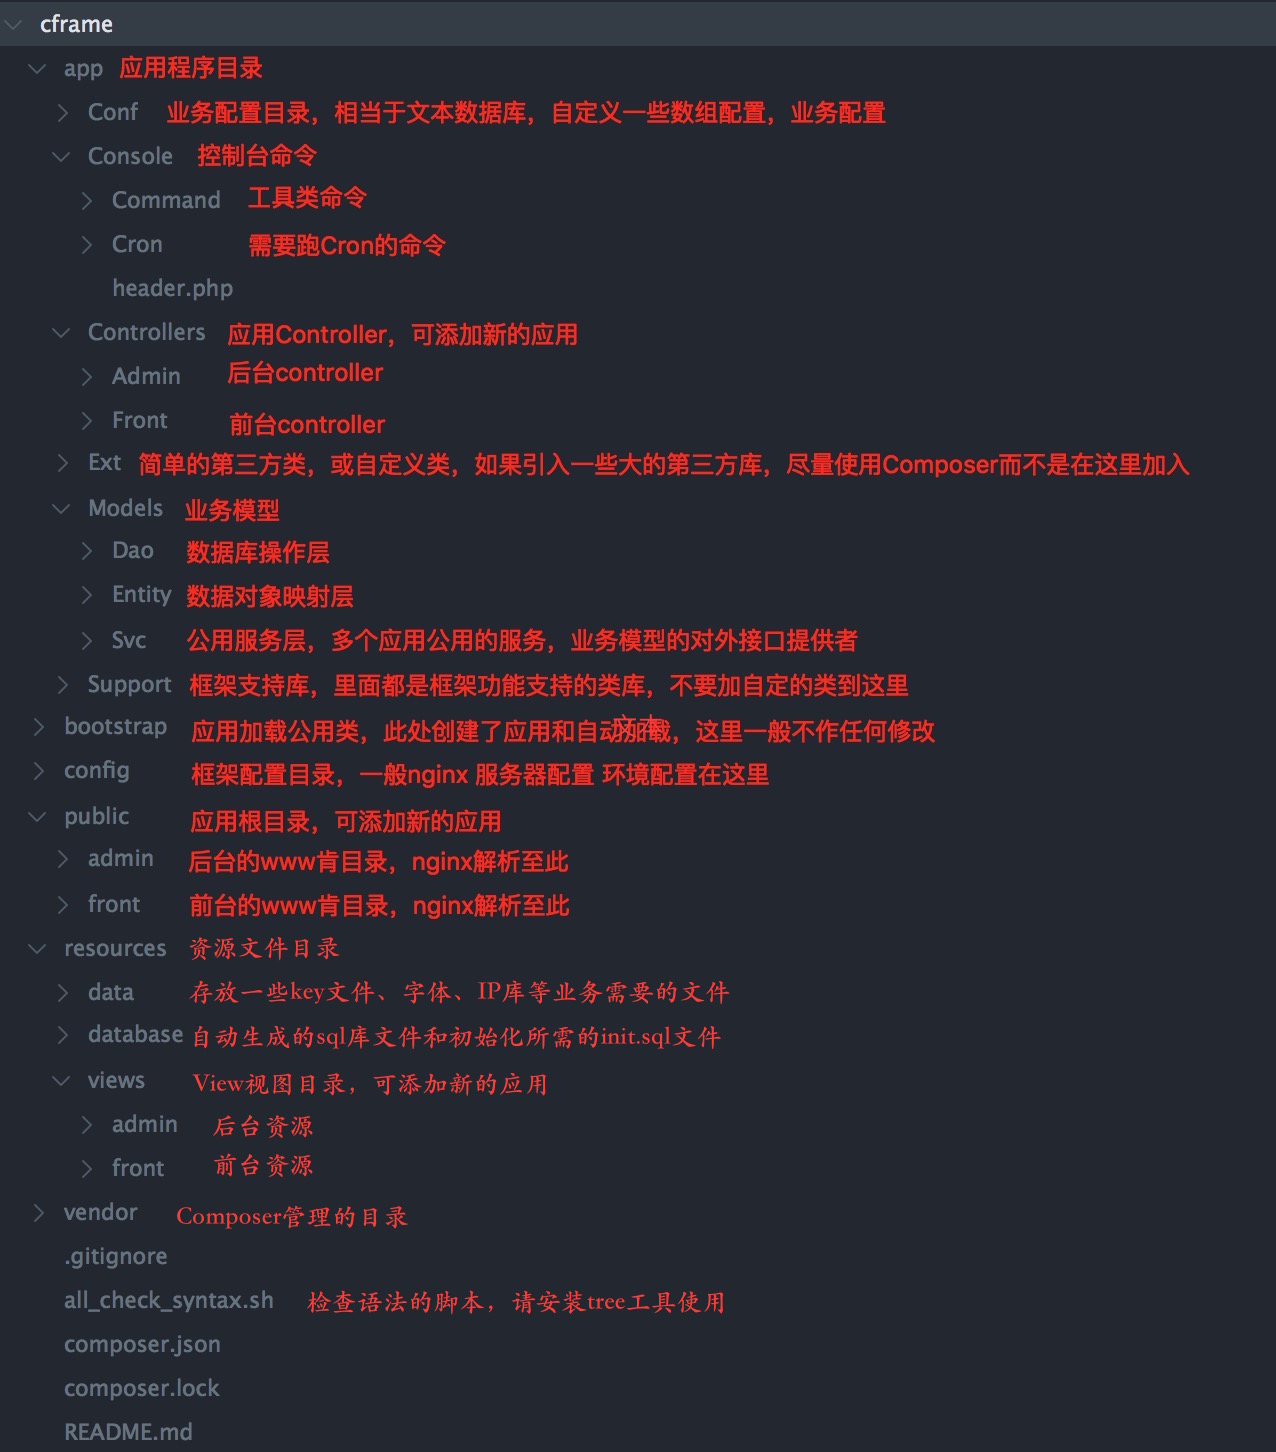 cframe
app 应用程序目录
Conf 业务配置目录，相当于文本数据库，自定义一些数组配置，业务配置
Console 控制台命令
Command 工具类命令
Cron 需要跑Cron的命令
header.php
Controllers 应用Controller，可添加新的应用
Admin 后台controller
Front 前台controller
Ext 简单的第三方类，或自定义类，如果引入一些大的第三方库，尽量使用Composer而不是在这里加入
Models 业务模型
Dao 数据库操作层
Entity 数据对象映射层
Svc 公用服务层，多个应用公用的服务，业务模型的对外接口提供者
Support 框架支持库，里面都是框架功能支持的类库，不要加自定的类到这里
文本
bootstrap 应用加载公用类，此处创建了应用和自动加载，这里一般不作任何修改
config 框架配置目录，一般nginx 服务器配置 环境配置在这里
public 应用根目录，可添加新的应用
admin 后台的www肯目录，nginx解析至此
front 前台的www肯目录，nginx解析至此
resources 资源文件目录
data 存放一些key文件、字体、IP库等业务需要的文件
database 自动生成的sql库文件和初始化所需的init.sql文件
views View视图目录，可添加新的应用
admin 后台资源
front 前台资源
vendor Composer管理的目录
.gitignore
all_check_syntax.sh 检查语法的脚本，请安装tree工具使用
composer.json
composer.lock
README.md